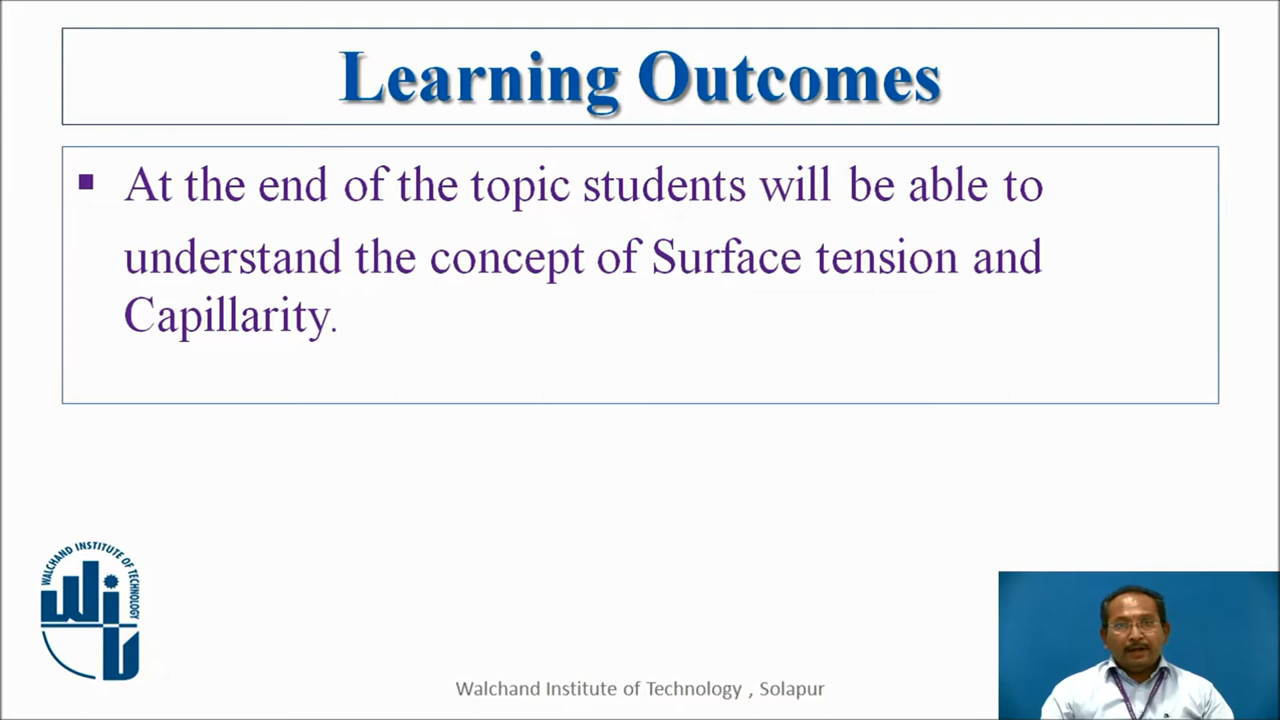 Learning Outcomes
▪ At the end of the topic students will be able to
understand the concept of Surface tension and
Capillarity.
WALCHAND INSTITUTE OF TECHNOLOGY
WIT
Walchand Institute of Technology , Solapur